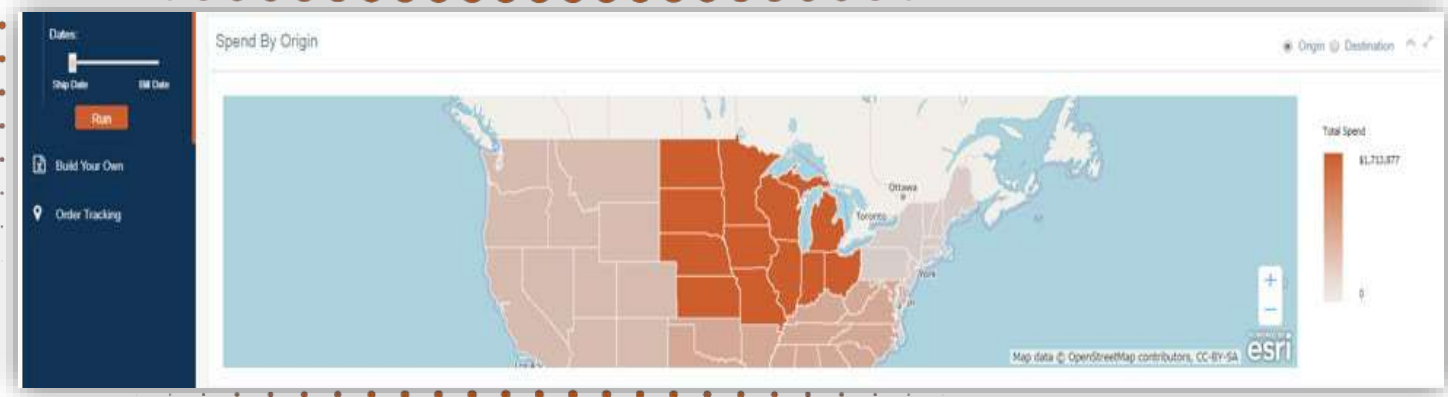 Dates:
Ship Date
Bill Date
Run
Build Your Own
Order Tracking
Spend By Origin
Origin
Destination
Ottawa
Toronto
York
Total Spend
$1,713,877
0
+
−
Map data © OpenStreetMap contributors, CC-BY-SA
esri